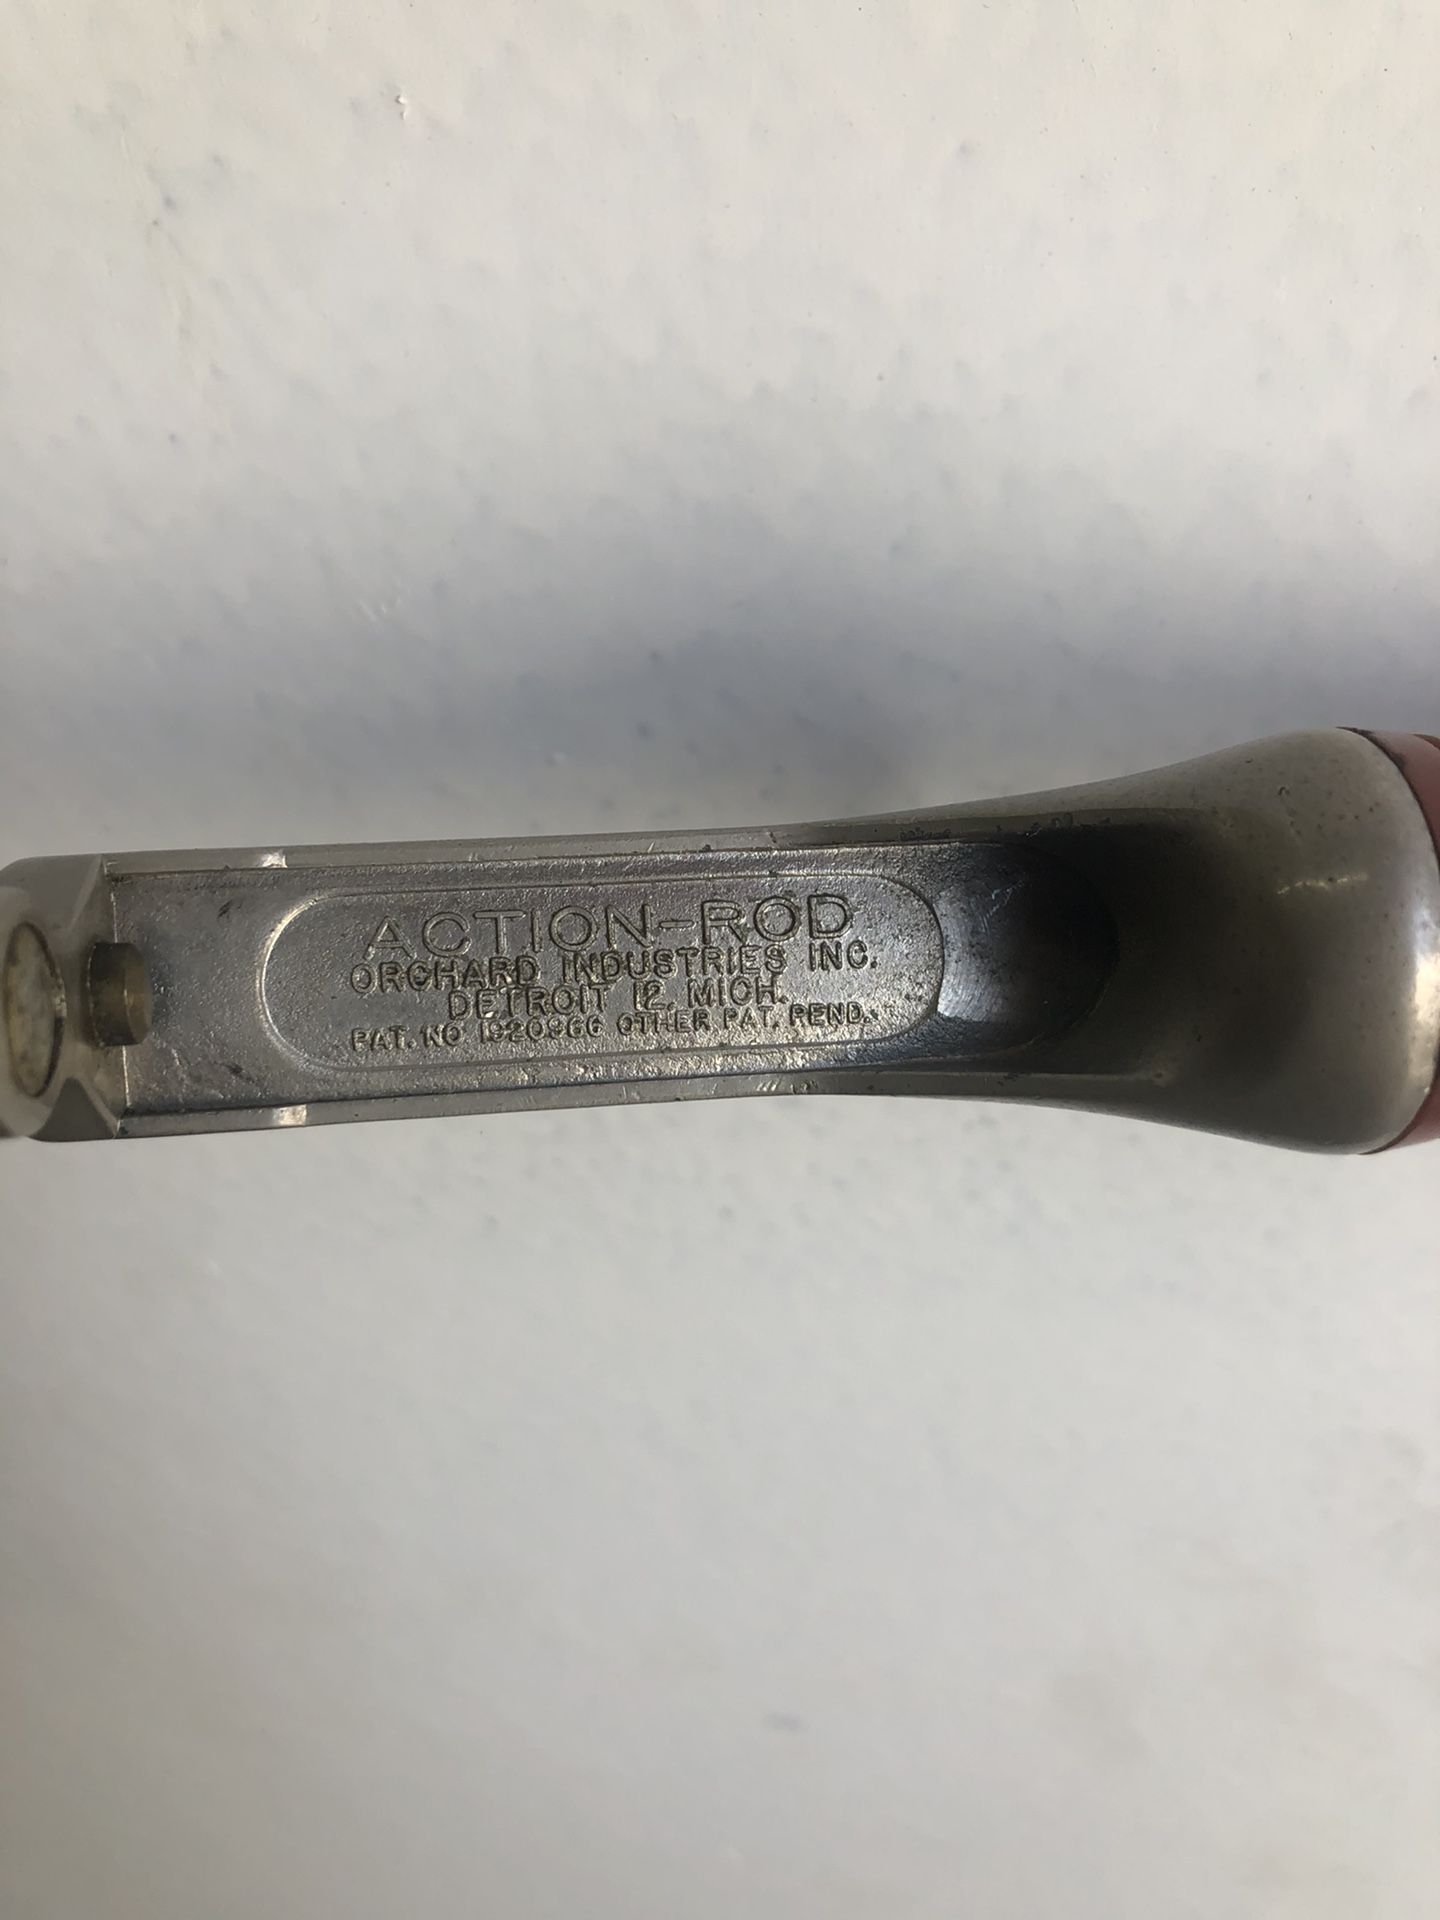 ACTION-ROD
ORCHARD INDUSTRIES INC.
DETROIT 12, MICH.
PAT. NO 1920966 OTHER PAT. PEND.